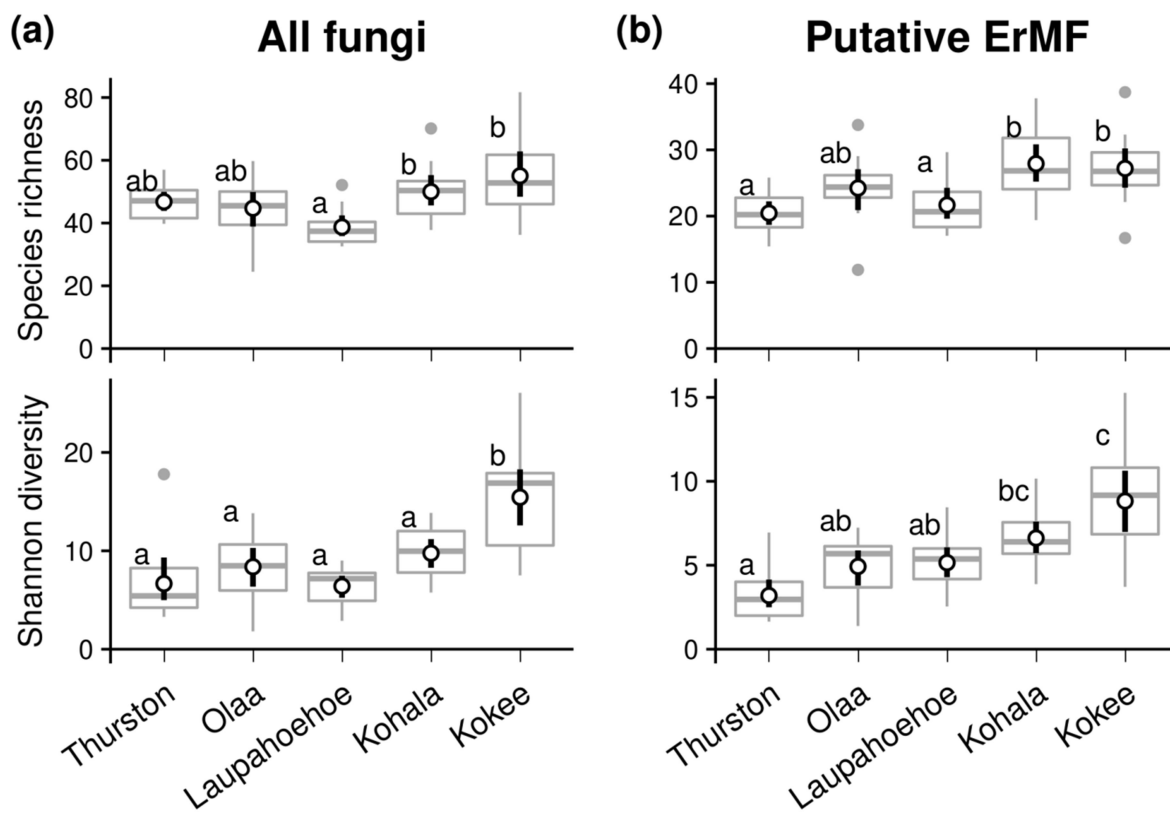 (a) All fungi
(b) Putative ErMF
Species richness
80
60
40
20
0
ab
ab
a
b
b
40
30
20
10
0
a
ab
a
b
b
Shannon diversity
20
10
0
a
a
a
a
b
15
10
5
0
a
ab
ab
bc
c
Thurston
Olaa
Laupahoehoe
Kohala
Kokee
Thurston
Olaa
Laupahoehoe
Kohala
Kokee